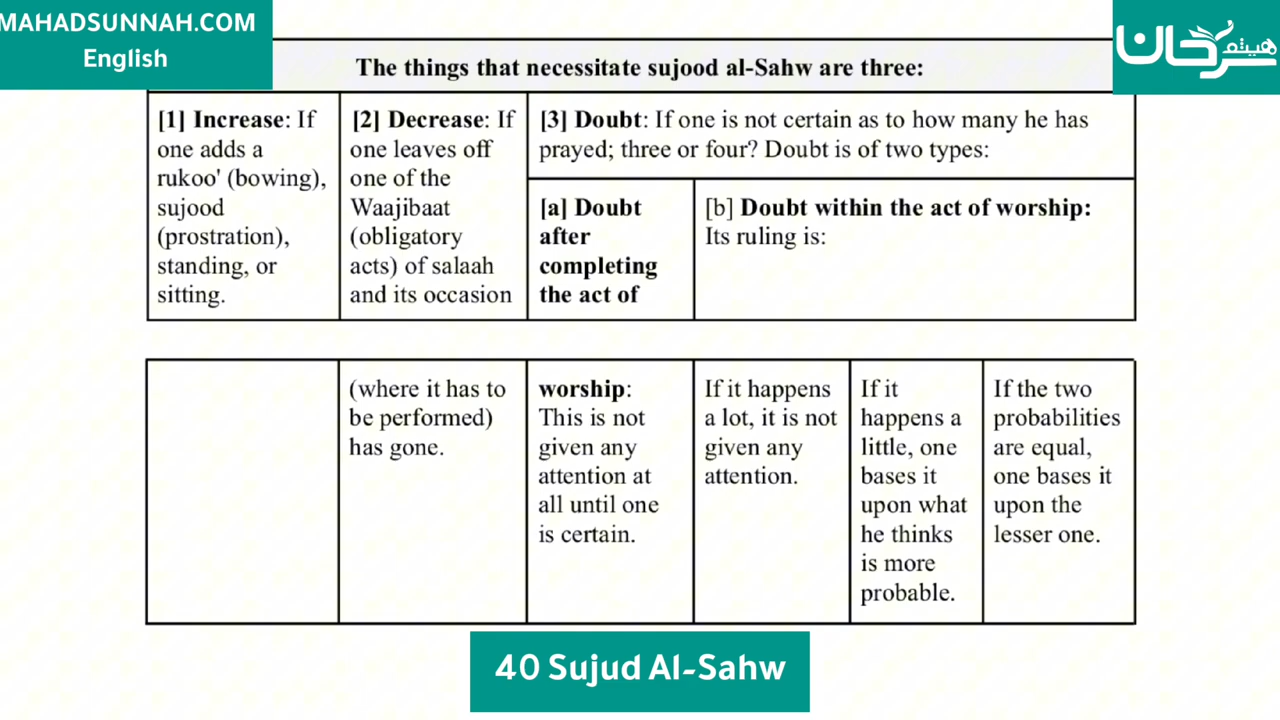 MAHADSUNNAH.COM
English
هيثم
سرحان
The things that necessitate sujood al-Sahw are three:
[1] Increase: If
one adds a
rukoo' (bowing),
sujood
(prostration),
standing, or
sitting.
[2] Decrease: If
one leaves off
one of the
Waajibaat
(obligatory
acts) of salaah
and its occasion
[3] Doubt: If one is not certain as to how many he has
prayed; three or four? Doubt is of two types:
[a] Doubt
after
completing
the act of
[b] Doubt within the act of worship:
Its ruling is:
(where it has to
be performed)
has gone.
worship:
This is not
given any
attention at
all until one
is certain.
If it happens
a lot, it is not
given any
attention.
If it
happens a
little, one
bases it
upon what
he thinks
is more
probable.
If the two
probabilities
are equal,
one bases it
upon the
lesser one.
40 Sujud Al-Sahw